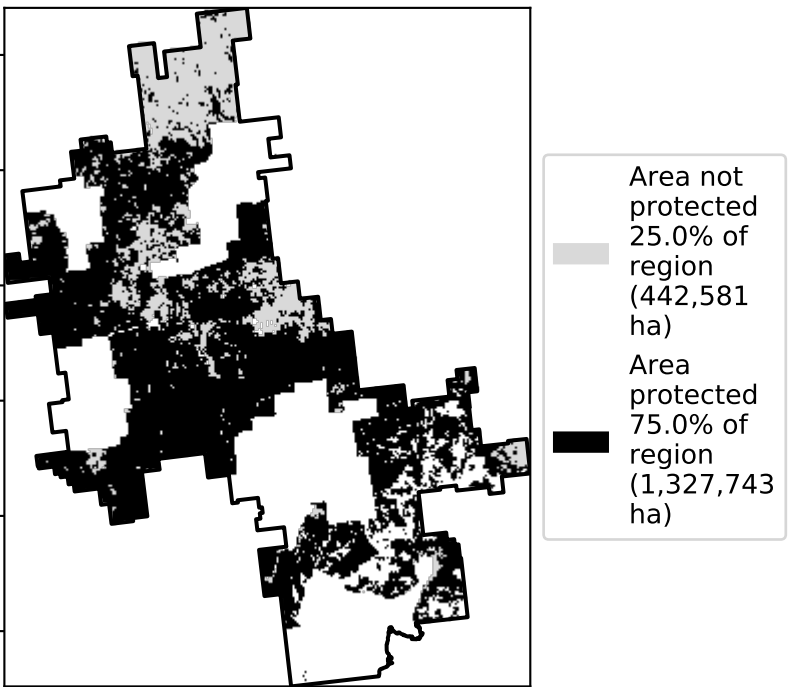 Area not
protected
25.0% of
region
(442,581
ha)
Area
protected
75.0% of
region
(1,327,743
ha)